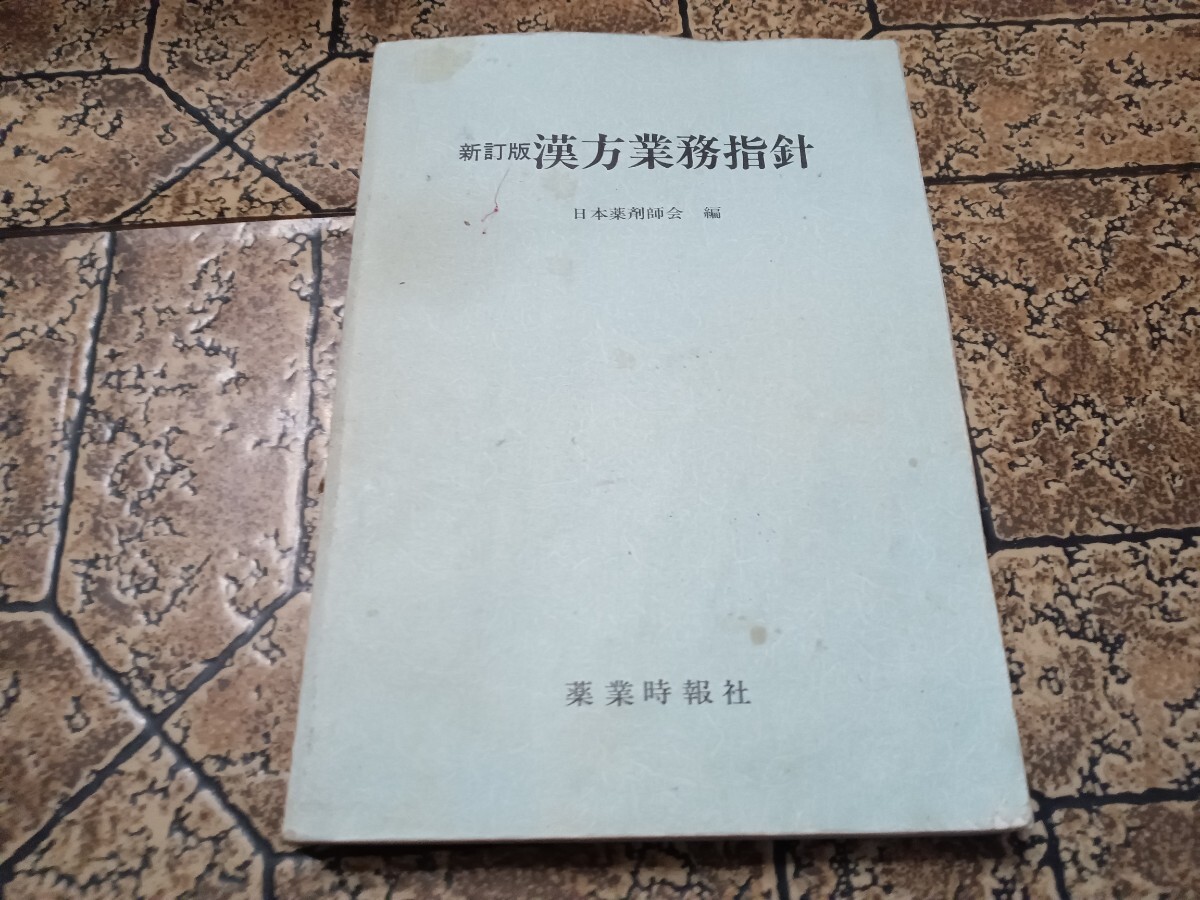 新訂版 漢方業務指針
日本薬剤師会 編
薬業時報社